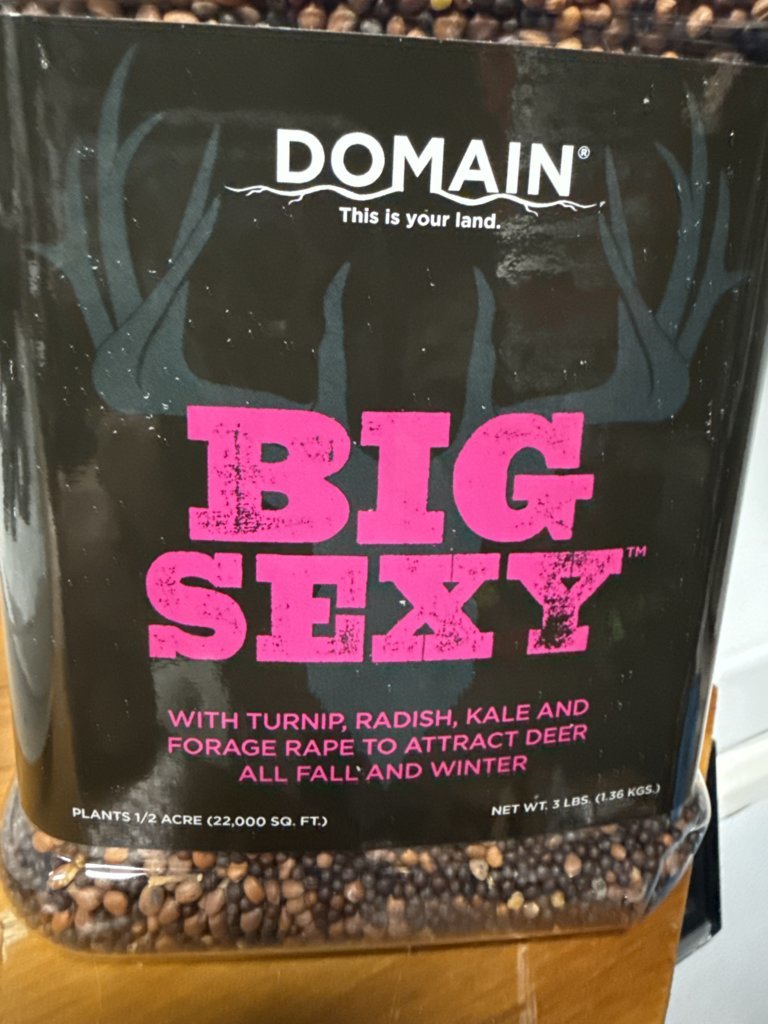 DOMAIN®
This is your land.
BIG
SEXY™
WITH TURNIP, RADISH, KALE AND
FORAGE RAPE TO ATTRACT DEER
ALL FALL AND WINTER
PLANTS 1/2 ACRE (22,000 SQ. FT.)
NET WT. 3 LBS. (1.36 KGS.)